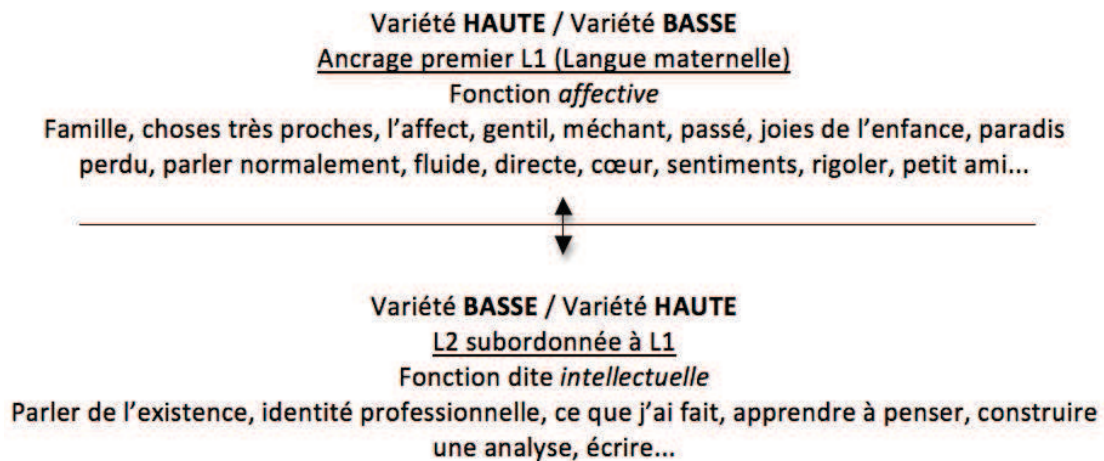 Variété HAUTE / Variété BASSE
Ancrage premier L1 (Langue maternelle)
Fonction affective
Famille, choses très proches, l'affect, gentil, méchant, passé, joies de l'enfance, paradis
perdu, parler normalement, fluide, directe, cœur, sentiments, rigoler, petit ami...
Variété BASSE / Variété HAUTE
L2 subordonnée à L1
Fonction dite intellectuelle
Parler de l'existence, identité professionnelle, ce que j'ai fait, apprendre à penser, construire
une analyse, écrire...